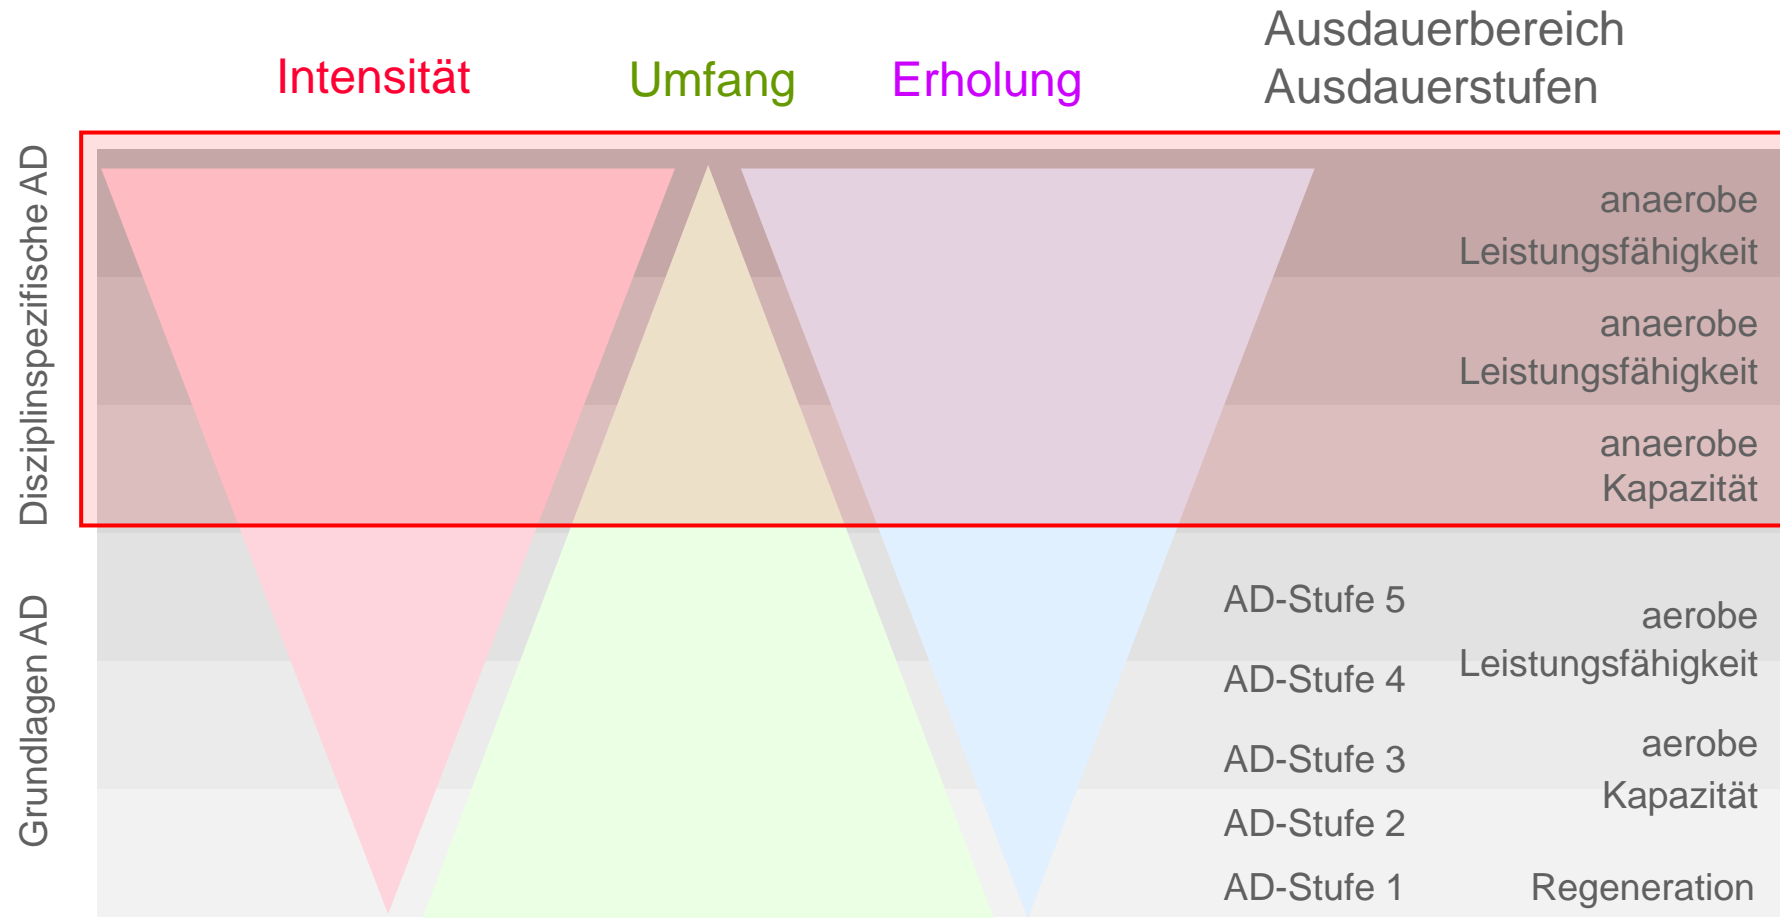 Intensität
Umfang
Erholung
Ausdauerbereich
Ausdauerstufen
Disziplinspezifische AD
anaerobe
Leistungsfähigkeit
anaerobe
Leistungsfähigkeit
anaerobe
Kapazität
Grundlagen AD
AD-Stufe 5
aerobe
Leistungsfähigkeit
AD-Stufe 4
AD-Stufe 3
aerobe
Kapazität
AD-Stufe 2
AD-Stufe 1
Regeneration